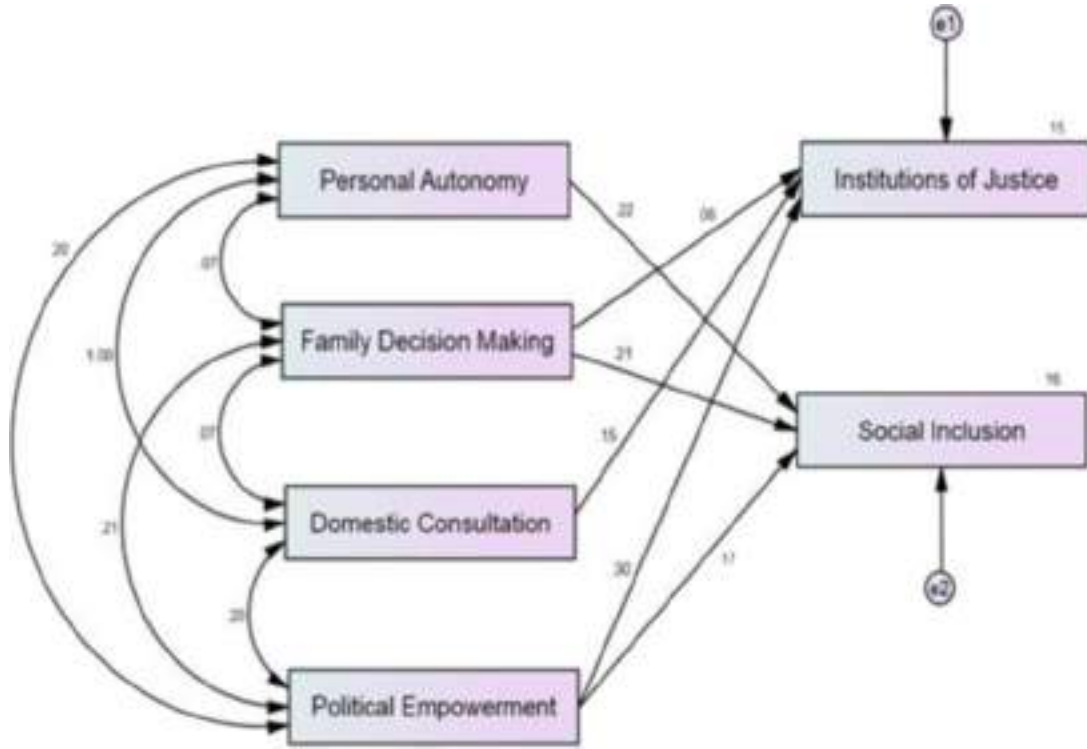 e1
15
Personal Autonomy
Institutions of Justice
20
.22
.06
.07
Family Decision Making
1.00
.21
16
.07
Social Inclusion
15
Domestic Consultation
.21
.30
.17
e2
.20
Political Empowerment